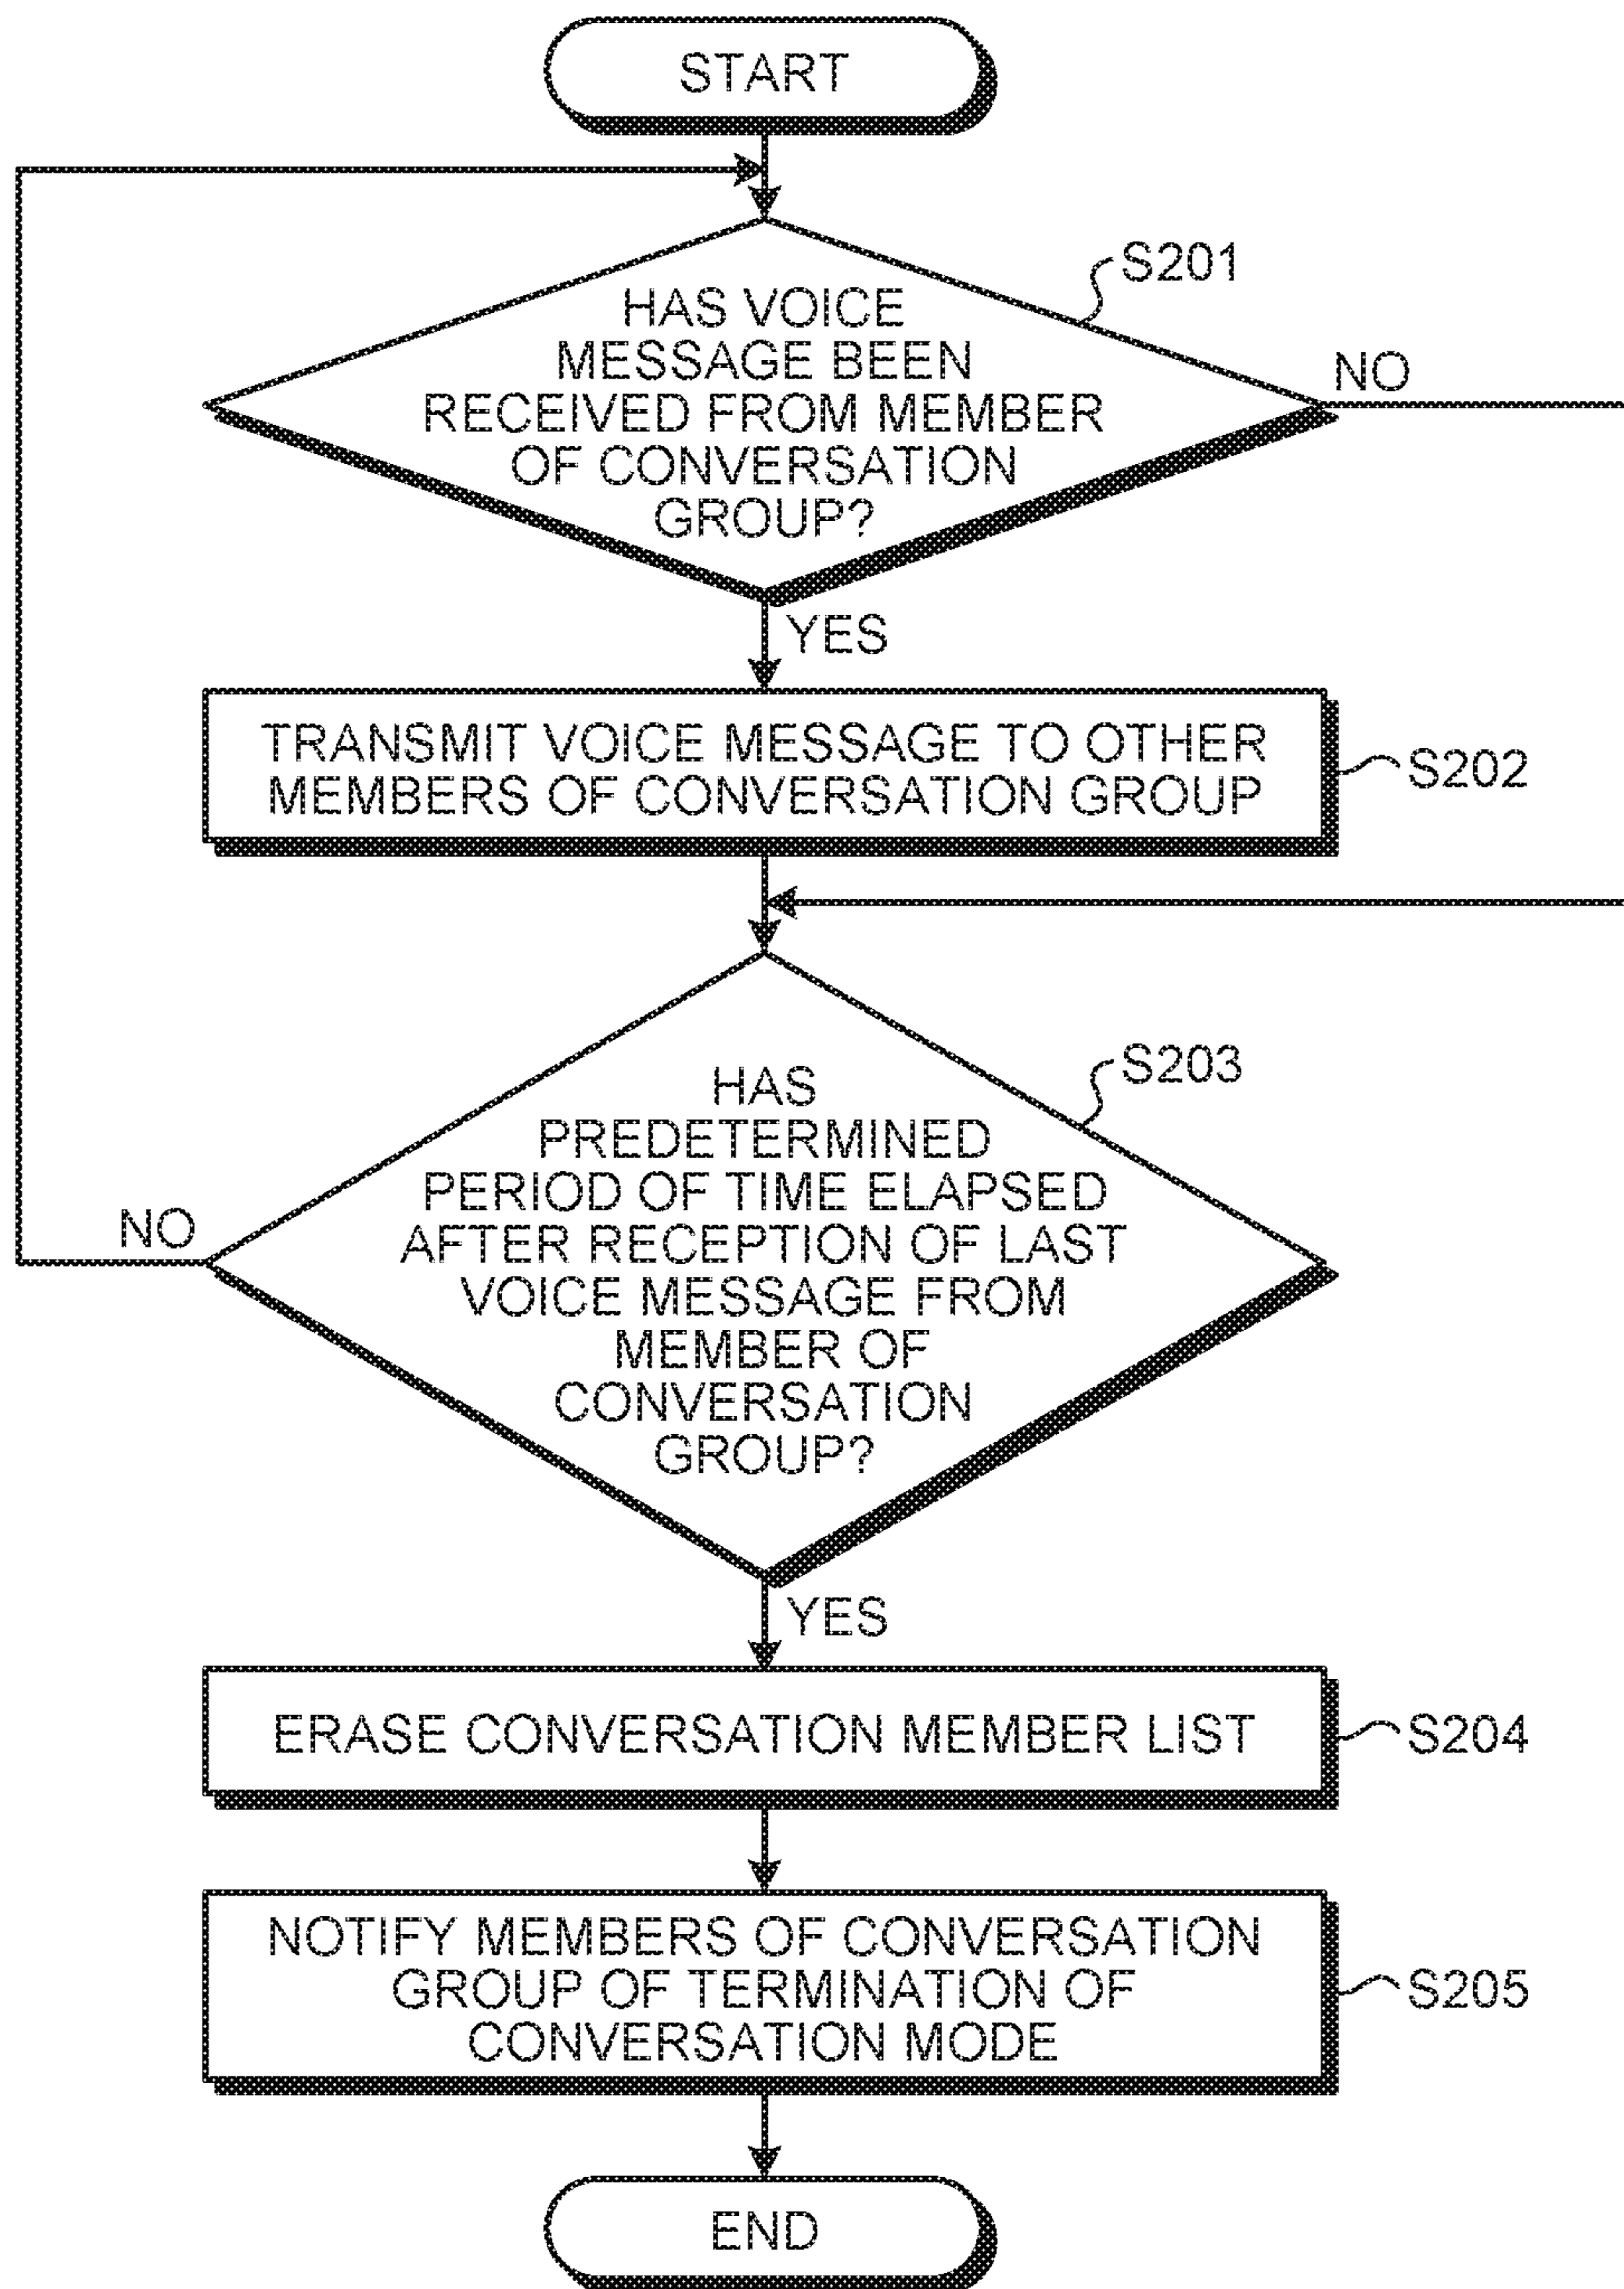 START
S201
HAS VOICE
MESSAGE BEEN
RECEIVED FROM MEMBER
OF CONVERSATION
GROUP?
NO
YES
TRANSMIT VOICE MESSAGE TO OTHER
MEMBERS OF CONVERSATION GROUP
S202
S203
HAS
PREDETERMINED
PERIOD OF TIME ELAPSED
AFTER RECEPTION OF LAST
VOICE MESSAGE FROM
MEMBER OF
CONVERSATION
GROUP?
NO
YES
ERASE CONVERSATION MEMBER LIST
S204
NOTIFY MEMBERS OF CONVERSATION
GROUP OF TERMINATION OF
CONVERSATION MODE
S205
END